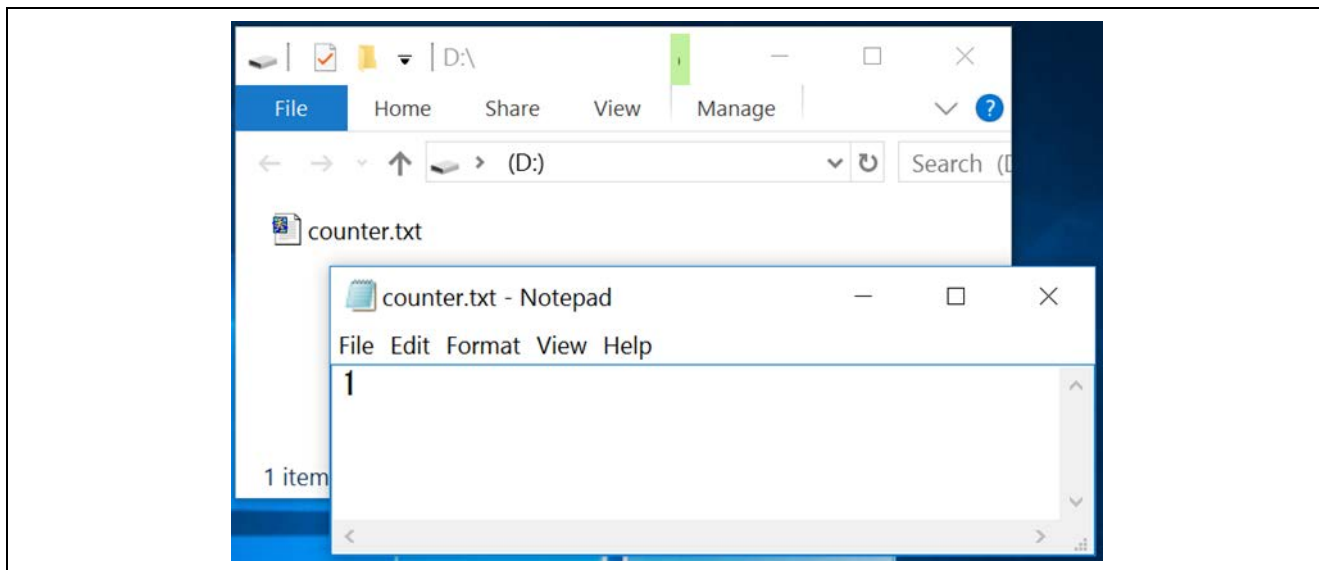 D:\
File Home Share View Manage
(D:)
Search (D
counter.txt
counter.txt - Notepad
File Edit Format View Help
1
1 item